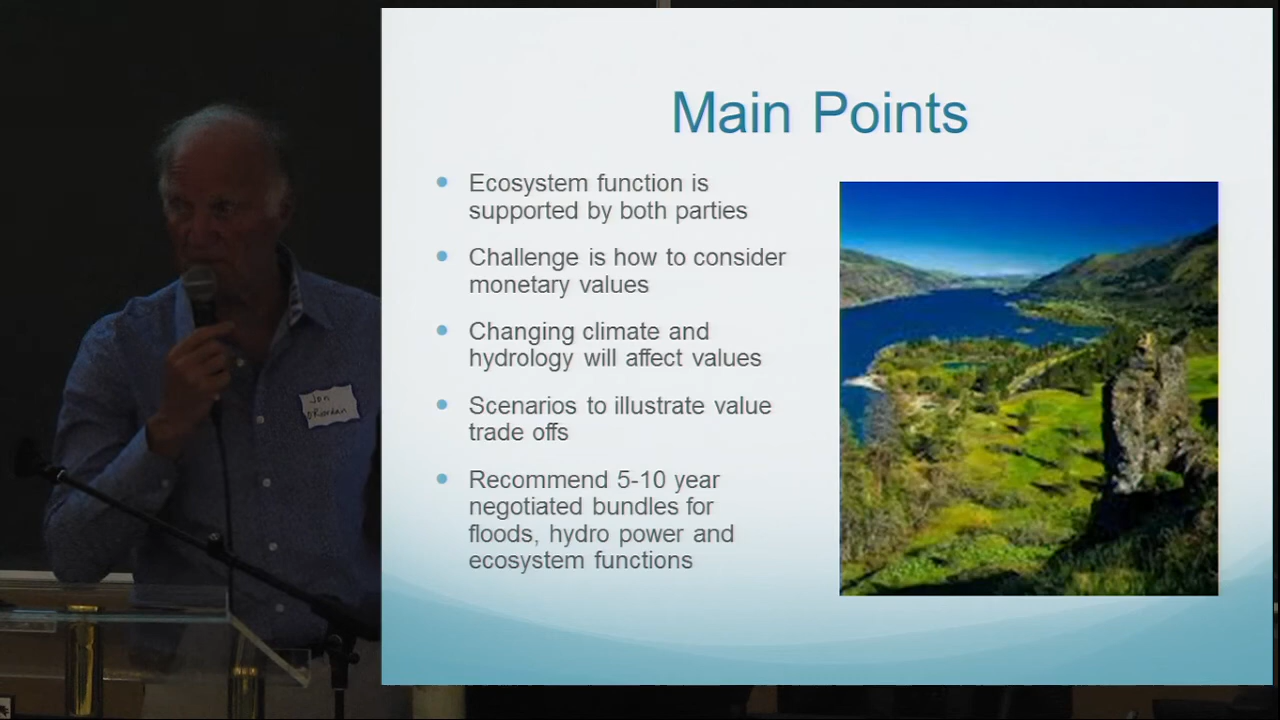 Main Points
Ecosystem function is
supported by both parties
Challenge is how to consider
monetary values
Changing climate and
hydrology will affect values
Scenarios to illustrate value
trade offs
Recommend 5-10 year
negotiated bundles for
floods, hydro power and
ecosystem functions
Jon
O'Riordan